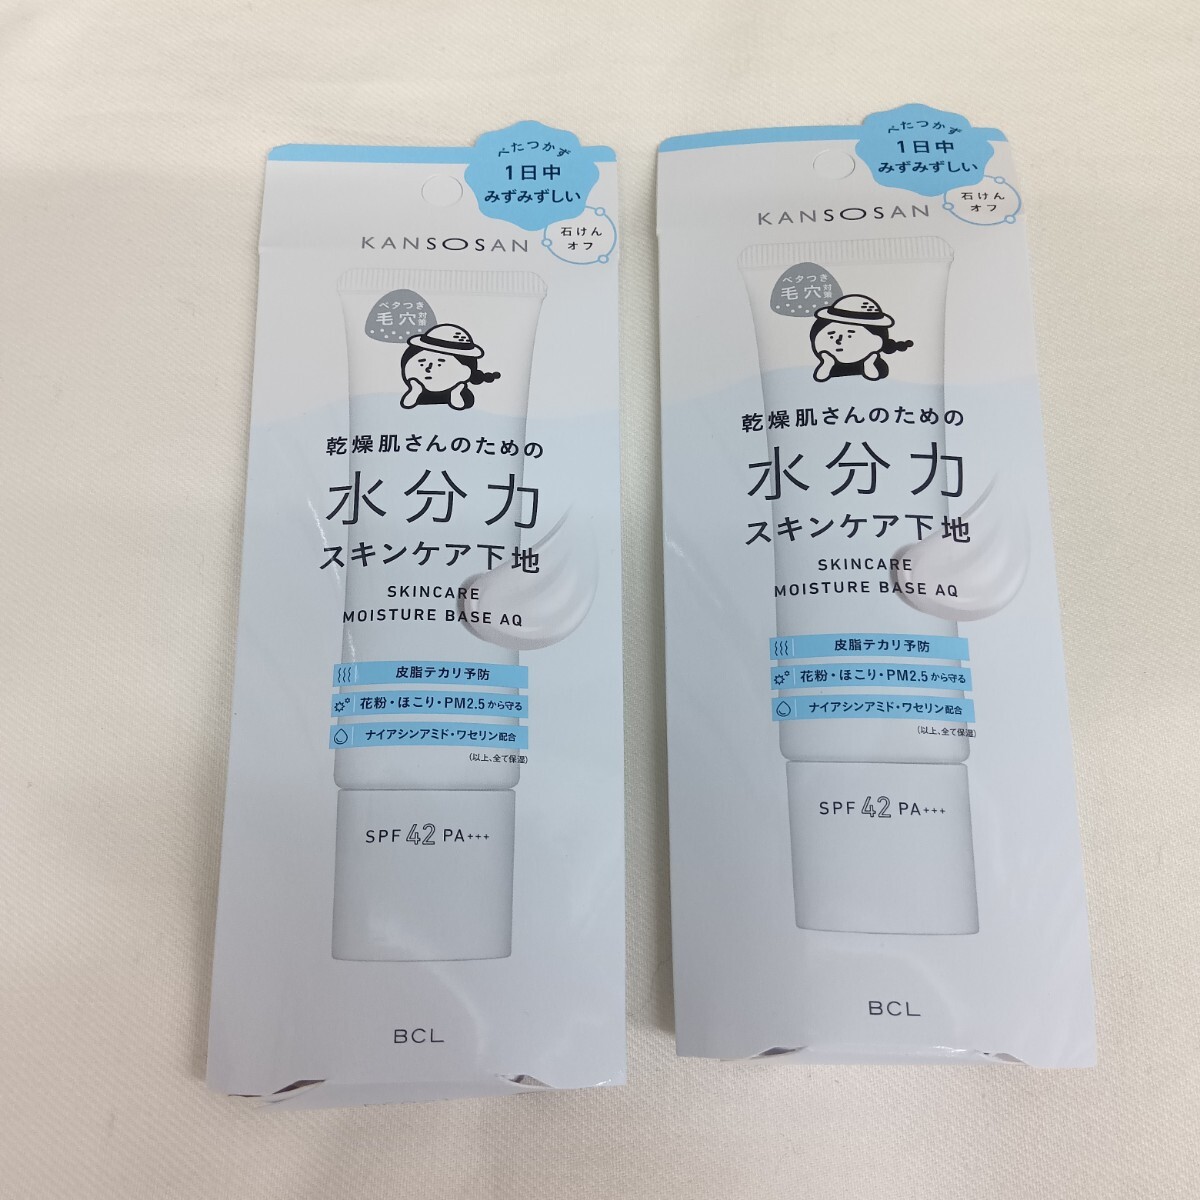 べたつかず
1日中
みずみずしい
石けん
オフ
KANSOSAN
ベタつき
毛穴対策
乾燥肌さんのための
水分力
スキンケア下地
SKINCARE
MOISTURE BASE AQ
皮脂テカリ予防
花粉・ほこり・PM2.5から守る
ナイアシンアミド・ワセリン配合
(以上、全て保湿)
SPF 42 PA+++
BCL
べたつかず
1日中
みずみずしい
石けん
オフ
KANSOSAN
ベタつき
毛穴対策
乾燥肌さんのための
水分力
スキンケア下地
SKINCARE
MOISTURE BASE AQ
皮脂テカリ予防
花粉・ほこり・PM2.5から守る
ナイアシンアミド・ワセリン配合
(以上、全て保湿)
SPF 42 PA+++
BCL